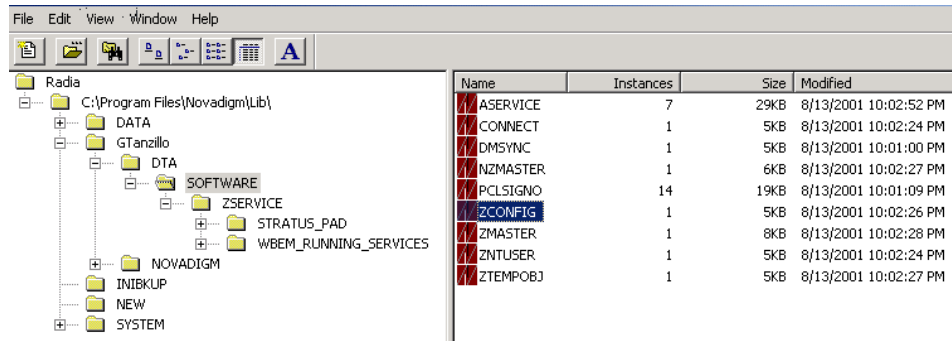 File Edit View Window Help
A
Radia
C:\Program Files\Novadigm\Lib\
DATA
GTanzillo
DTA
SOFTWARE
ZSERVICE
STRATUS_PAD
WBEM_RUNNING_SERVICES
NOVADIGM
INIBKUP
NEW
SYSTEM
Name Instances Size Modified
ASERVICE 7 29KB 8/13/2001 10:02:52 PM
CONNECT 1 5KB 8/13/2001 10:02:24 PM
DMSYNC 1 5KB 8/13/2001 10:01:00 PM
NZMASTER 1 6KB 8/13/2001 10:02:27 PM
PCLSIGNO 14 19KB 8/13/2001 10:01:09 PM
ZCONFIG 1 5KB 8/13/2001 10:02:26 PM
ZMASTER 1 8KB 8/13/2001 10:02:28 PM
ZNTUSER 1 5KB 8/13/2001 10:02:24 PM
ZTEMPOBJ 1 5KB 8/13/2001 10:02:27 PM